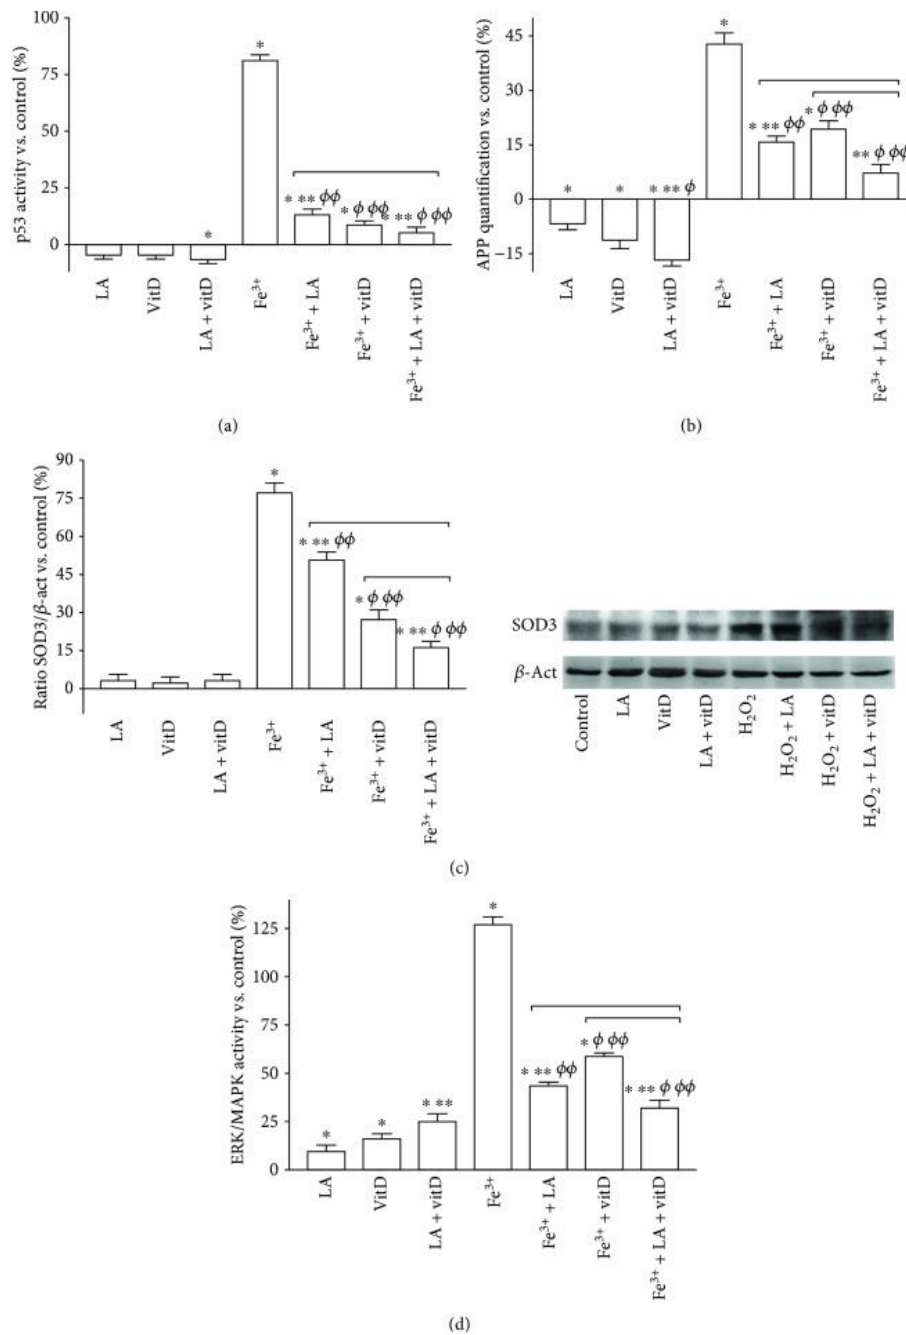 p53 activity vs. control (%)
100
75
50
25
0
*
*
* ** ϕϕ
* ϕ ϕϕ
* ** ϕ ϕϕ
LA
VitD
LA + vitD
Fe³⁺
Fe³⁺ + LA
Fe³⁺ + vitD
Fe³⁺ + LA + vitD
(a)
APP quantification vs. control (%)
45
30
15
0
−15
*
*
* ** ϕ
*
* ** ϕϕ
* ϕ ϕϕ
** ϕ ϕϕ
LA
VitD
LA + vitD
Fe³⁺
Fe³⁺ + LA
Fe³⁺ + vitD
Fe³⁺ + LA + vitD
(b)
Ratio SOD3/β-act vs. control (%)
90
75
60
45
30
15
0
*
* ** ϕϕ
* ϕ ϕϕ
* ** ϕ ϕϕ
LA
VitD
LA + vitD
Fe³⁺
Fe³⁺ + LA
Fe³⁺ + vitD
Fe³⁺ + LA + vitD
SOD3
β-Act
Control
LA
VitD
LA + vitD
H₂O₂
H₂O₂ + LA
H₂O₂ + vitD
H₂O₂ + LA + vitD
(c)
ERK/MAPK activity vs. control (%)
125
100
75
50
25
0
*
*
* **
*
* ** ϕϕ
* ϕ ϕϕ
* ** ϕ ϕϕ
LA
VitD
LA + vitD
Fe³⁺
Fe³⁺ + LA
Fe³⁺ + vitD
Fe³⁺ + LA + vitD
(d)